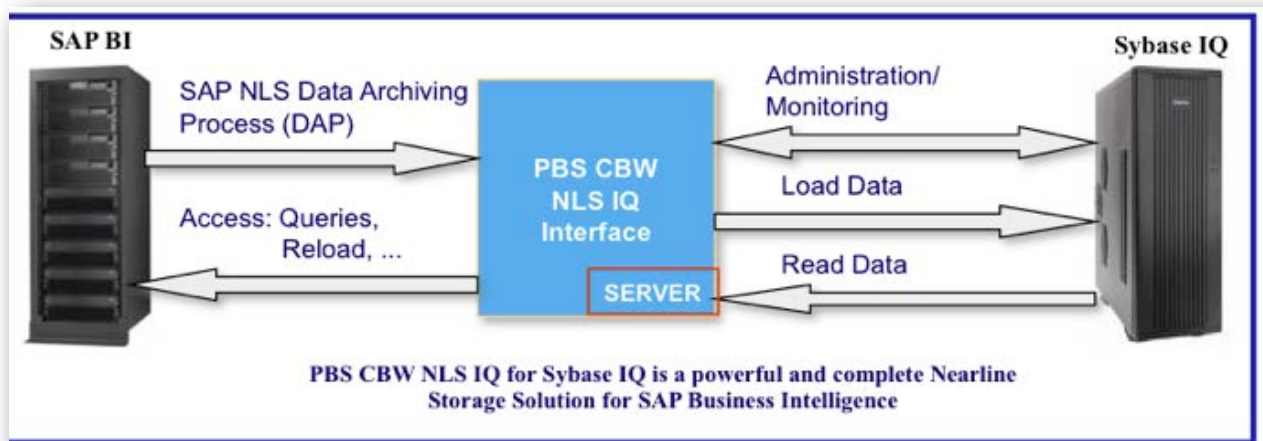 SAP BI
Sybase IQ
SAP NLS Data Archiving
Process (DAP)
Access: Queries,
Reload, ...
PBS CBW
NLS IQ
Interface
SERVER
Administration/
Monitoring
Load Data
Read Data
PBS CBW NLS IQ for Sybase IQ is a powerful and complete Nearline
Storage Solution for SAP Business Intelligence